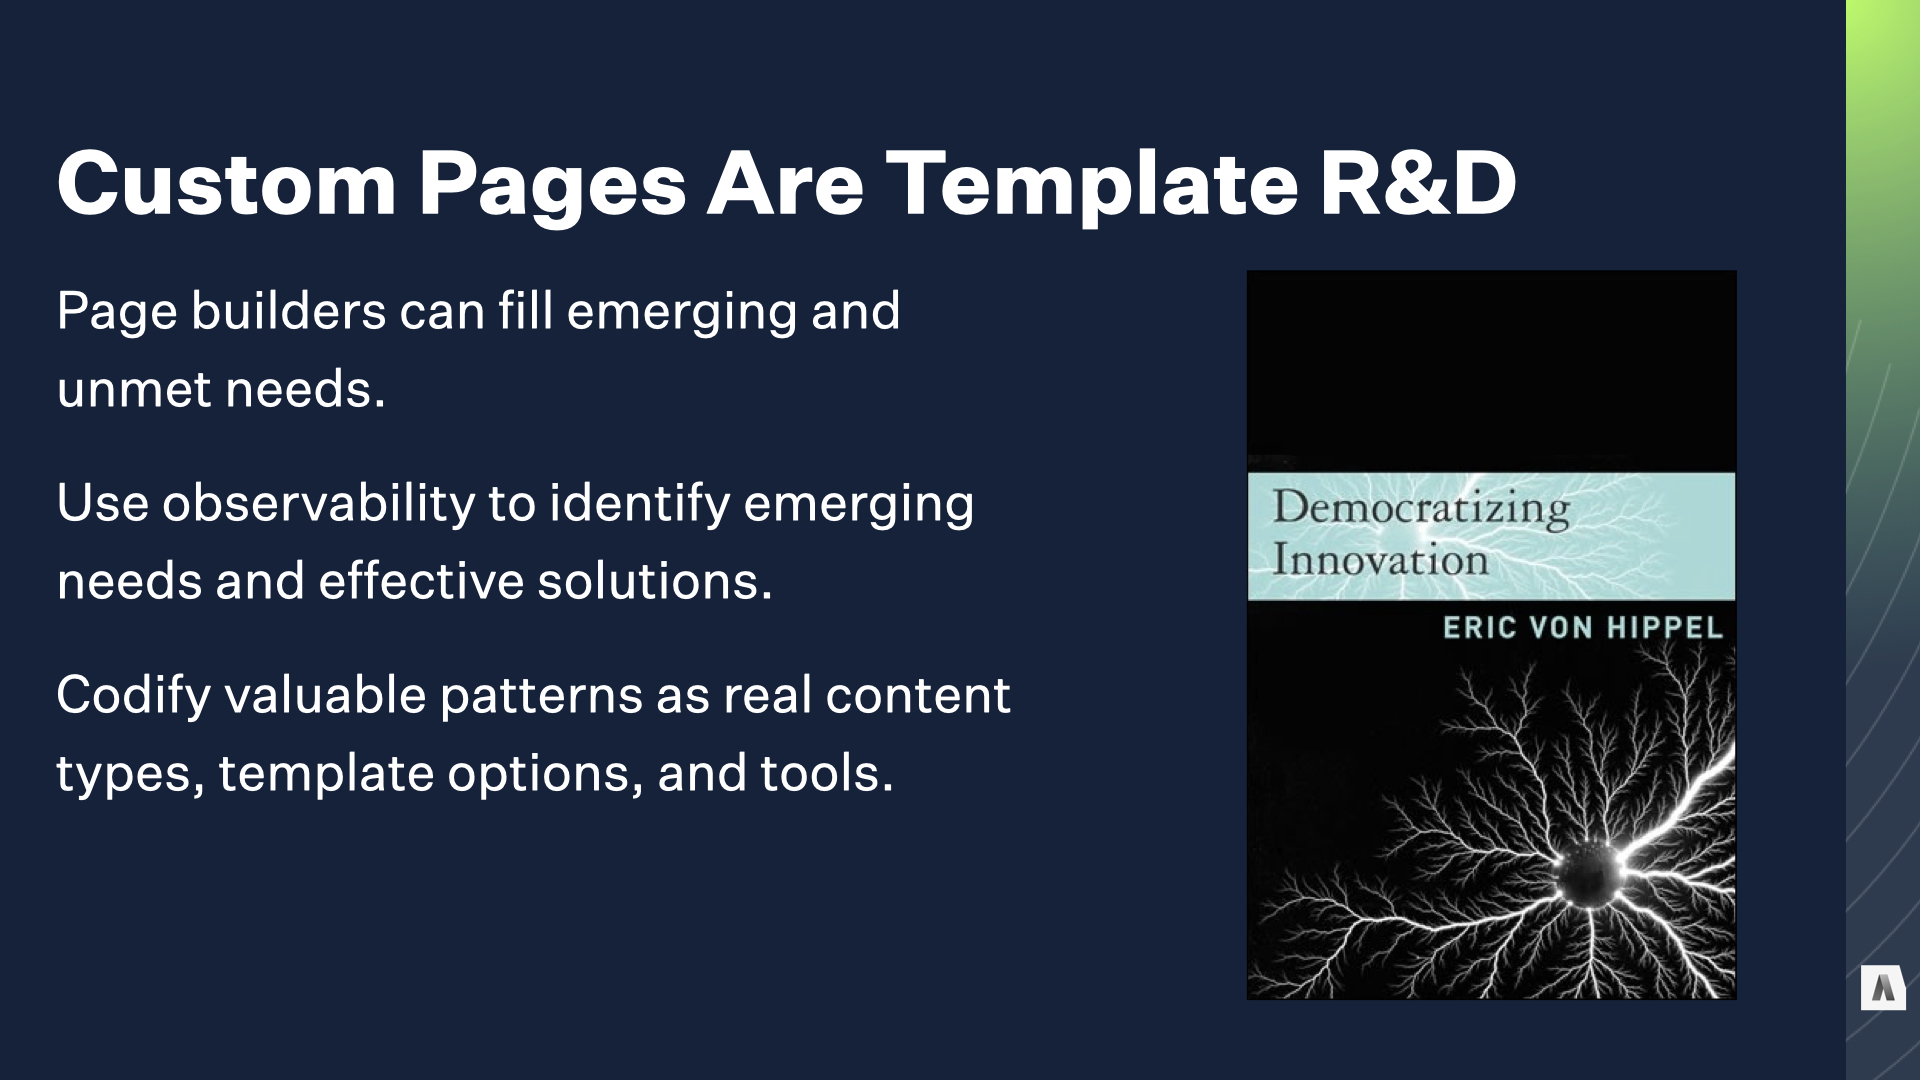 Custom Pages Are Template R&D
Page builders can fill emerging and
unmet needs.
Use observability to identify emerging
needs and effective solutions.
Codify valuable patterns as real content
types, template options, and tools.
Democratizing
Innovation
ERIC VON HIPPEL